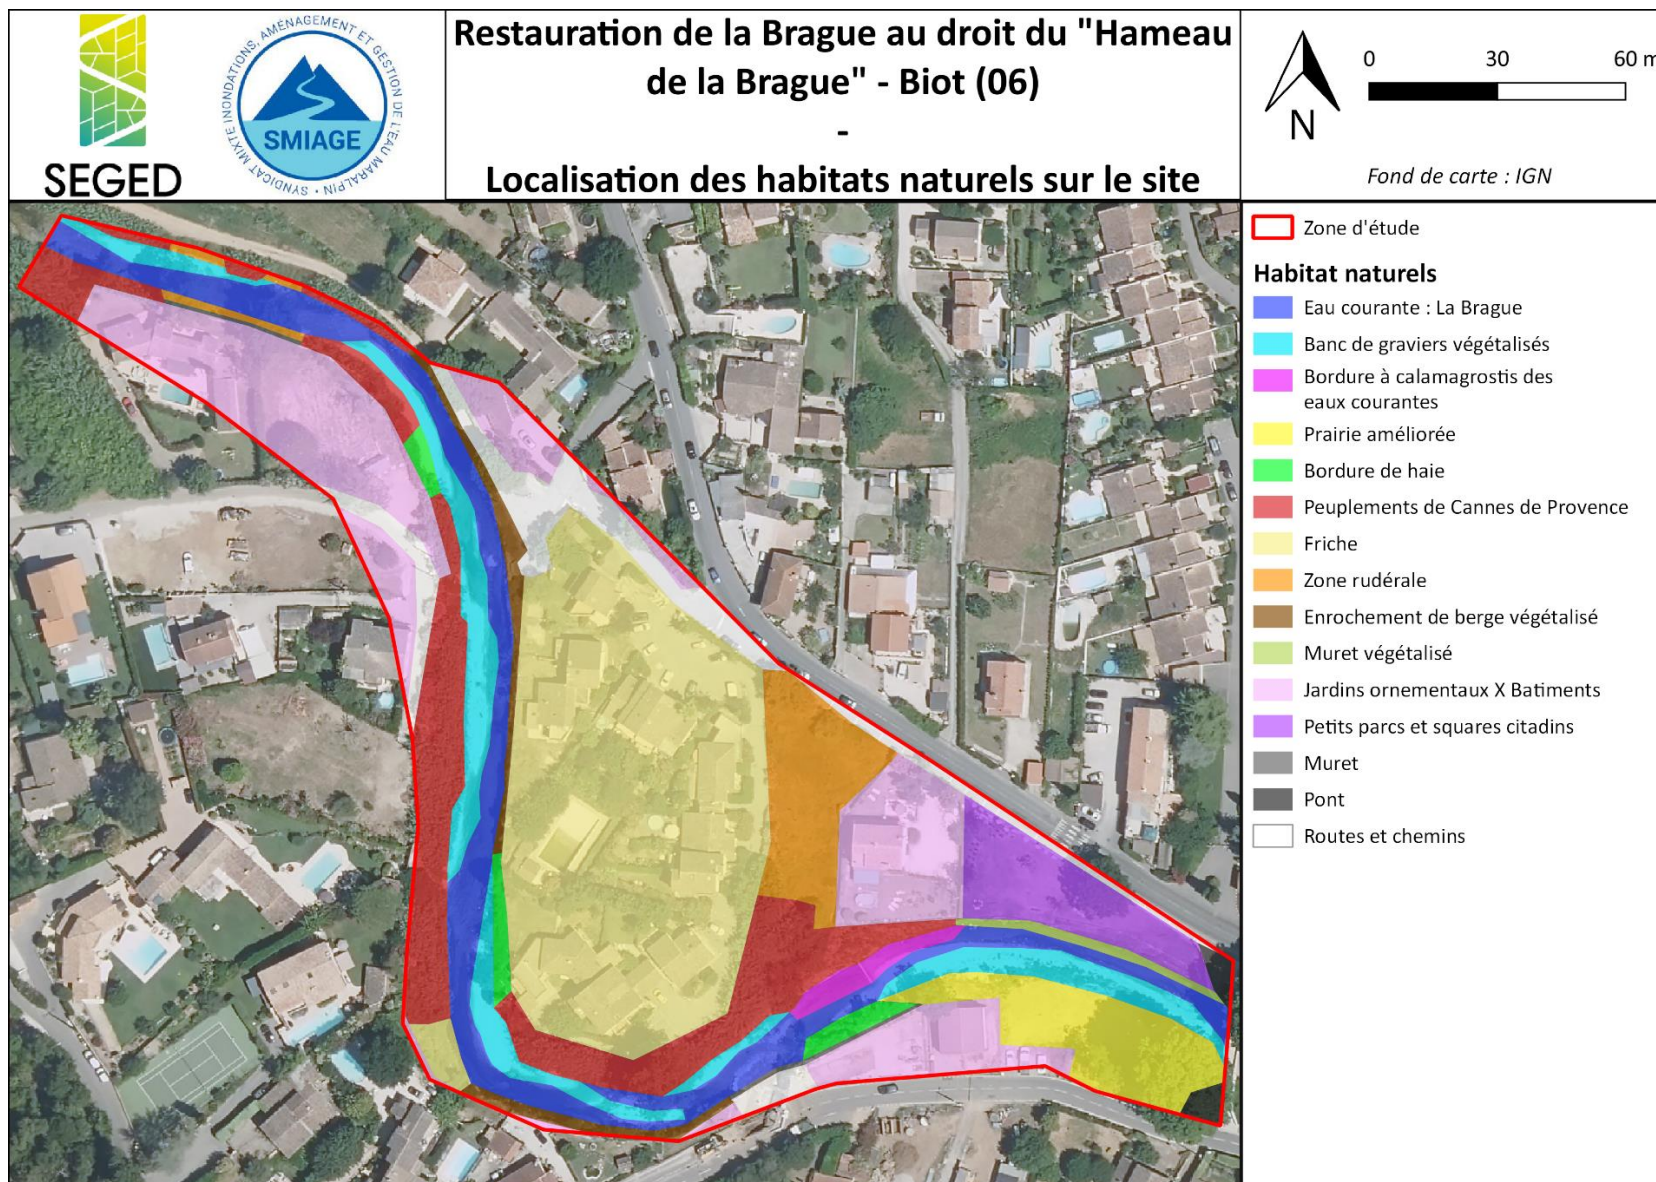 SEGED
SYNDICAT MIXTE INONDATIONS, AMÉNAGEMENT ET GESTION DE L'EAU MARALPIN
SMIAGE
Restauration de la Brague au droit du "Hameau
de la Brague" - Biot (06)
-
Localisation des habitats naturels sur le site
N
0 30 60 m
Fond de carte : IGN
Zone d'étude
Habitat naturels
Eau courante : La Brague
Banc de graviers végétalisés
Bordure à calamagrostis des
eaux courantes
Prairie améliorée
Bordure de haie
Peuplements de Cannes de Provence
Friche
Zone rudérale
Enrochement de berge végétalisé
Muret végétalisé
Jardins ornementaux X Batiments
Petits parcs et squares citadins
Muret
Pont
Routes et chemins